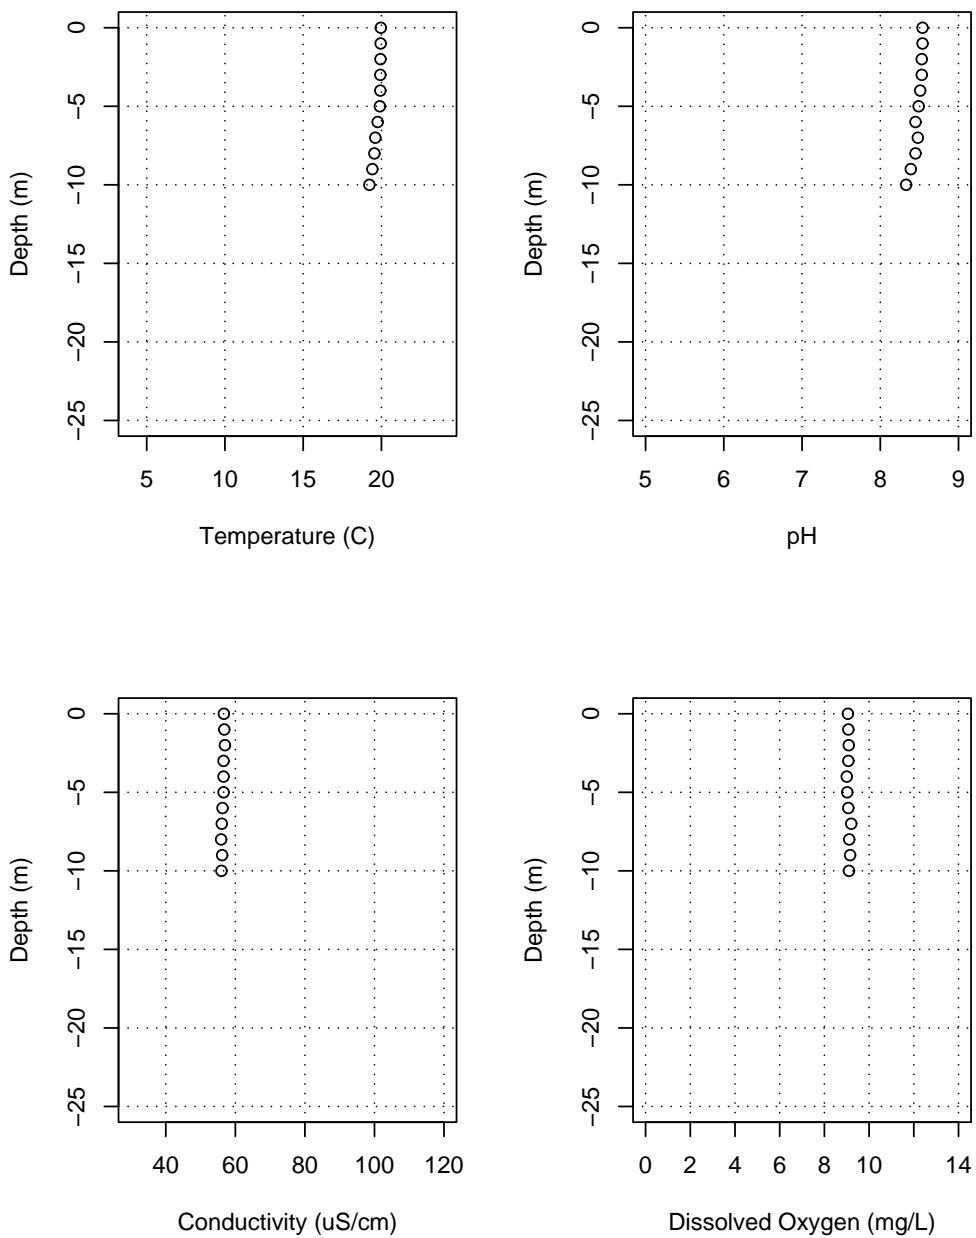 0
−5
−10
−15
−20
−25
Depth (m)
5 10 15 20
Temperature (C)
0
−5
−10
−15
−20
−25
Depth (m)
5 6 7 8 9
pH
0
−5
−10
−15
−20
−25
Depth (m)
40 60 80 100 120
Conductivity (uS/cm)
0
−5
−10
−15
−20
−25
Depth (m)
0 2 4 6 8 10 14
Dissolved Oxygen (mg/L)